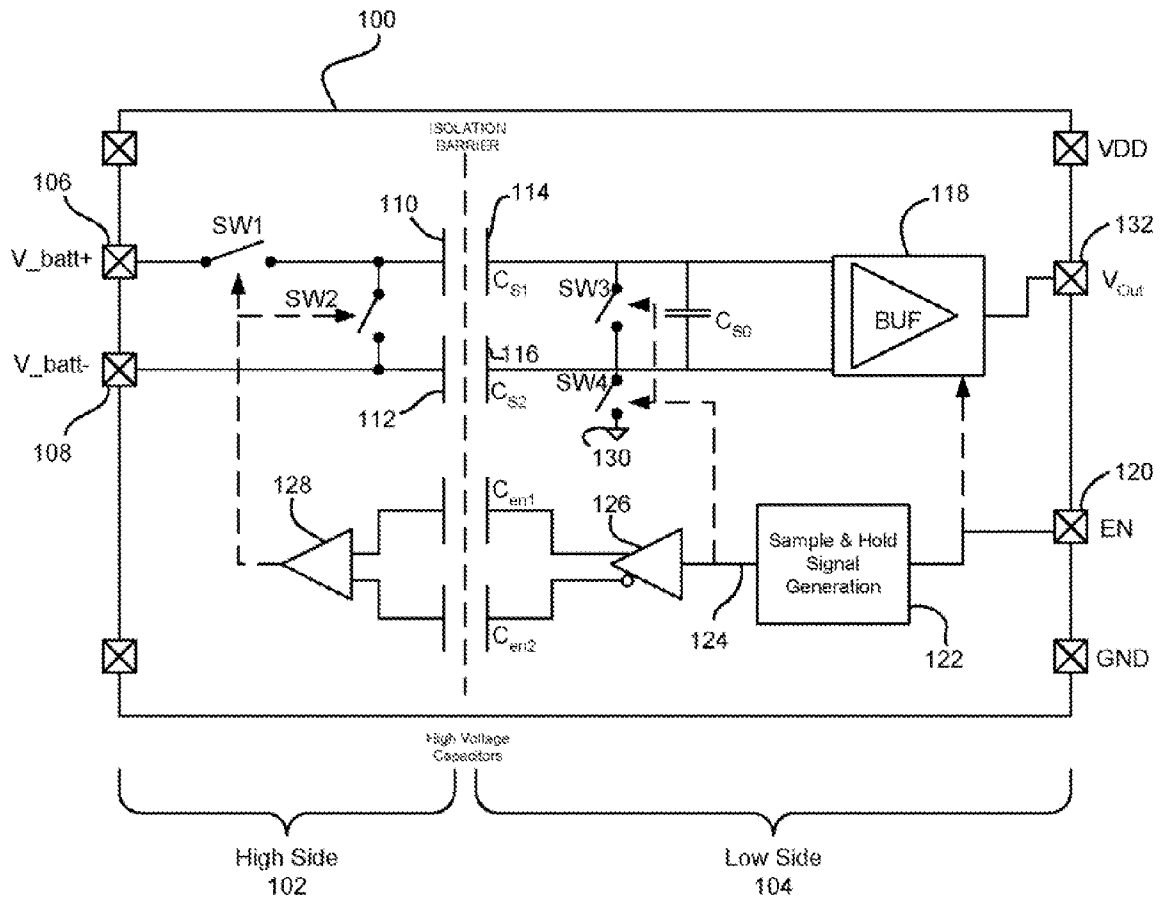 100
ISOLATION
BARRIER
VDD
106
110
114
118
132
SW1
V_batt+
C_S1
SW3
BUF
V_Out
SW2
C_S0
V_batt-
116
SW4
C_S2
112
108
130
120
128
C_en1
126
EN
Sample & Hold
Signal
Generation
124
122
C_en2
GND
High Voltage
Capacitors
High Side
102
Low Side
104